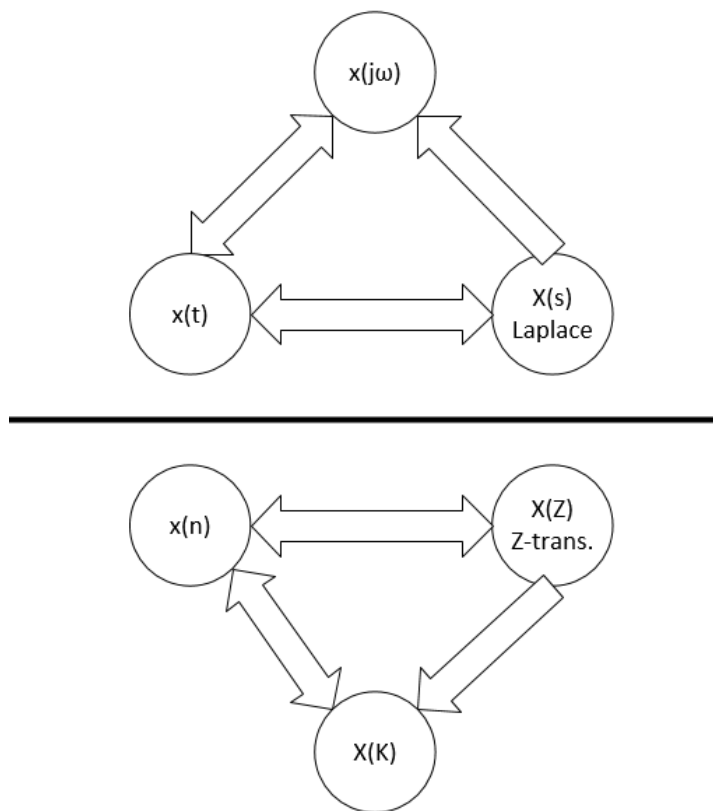 x(jω)
x(t)
X(s)
Laplace
x(n)
X(Z)
Z-trans.
X(K)